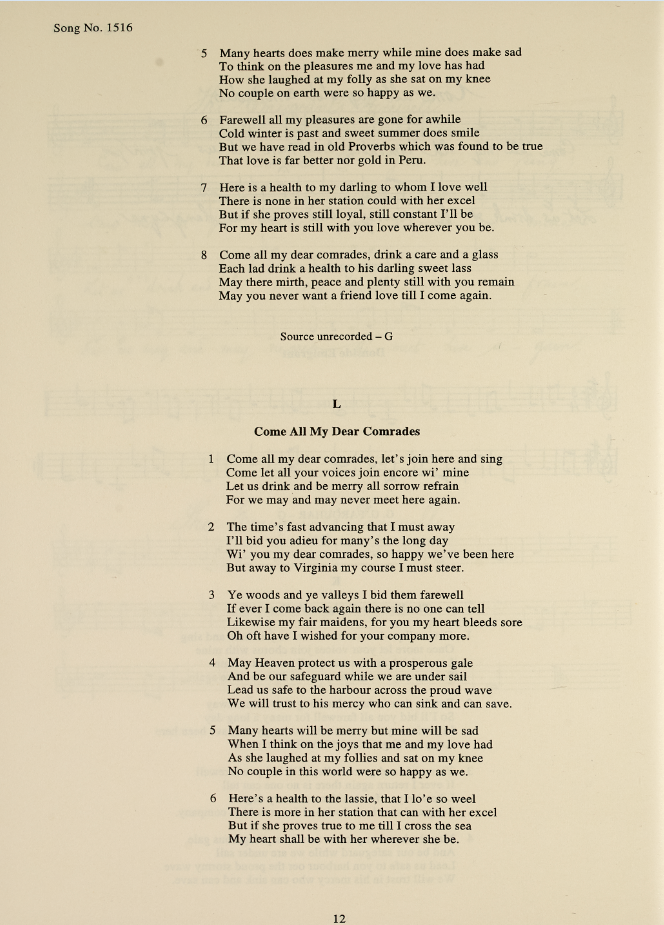 Song No. 1516
5 Many hearts does make merry while mine does make sad
To think on the pleasures me and my love has had
How she laughed at my folly as she sat on my knee
No couple on earth were so happy as we.
6 Farewell all my pleasures are gone for awhile
Cold winter is past and sweet summer does smile
But we have read in old Proverbs which was found to be true
That love is far better nor gold in Peru.
7 Here is a health to my darling to whom I love well
There is none in her station could with her excel
But if she proves still loyal, still constant I'll be
For my heart is still with you love wherever you be.
8 Come all my dear comrades, drink a care and a glass
Each lad drink a health to his darling sweet lass
May there mirth, peace and plenty still with you remain
May you never want a friend love till I come again.
Source unrecorded – G
L
Come All My Dear Comrades
1 Come all my dear comrades, let's join here and sing
Come let all your voices join encore wi' mine
Let us drink and be merry all sorrow refrain
For we may and may never meet here again.
2 The time's fast advancing that I must away
I'll bid you adieu for many's the long day
Wi' you my dear comrades, so happy we've been here
But away to Virginia my course I must steer.
3 Ye woods and ye valleys I bid them farewell
If ever I come back again there is no one can tell
Likewise my fair maidens, for you my heart bleeds sore
Oh oft have I wished for your company more.
4 May Heaven protect us with a prosperous gale
And be our safeguard while we are under sail
Lead us safe to the harbour across the proud wave
We will trust to his mercy who can sink and can save.
5 Many hearts will be merry but mine will be sad
When I think on the joys that me and my love had
As she laughed at my follies and sat on my knee
No couple in this world were so happy as we.
6 Here's a health to the lassie, that I lo'e so weel
There is more in her station that can with her excel
But if she proves true to me till I cross the sea
My heart shall be with her wherever she be.
12